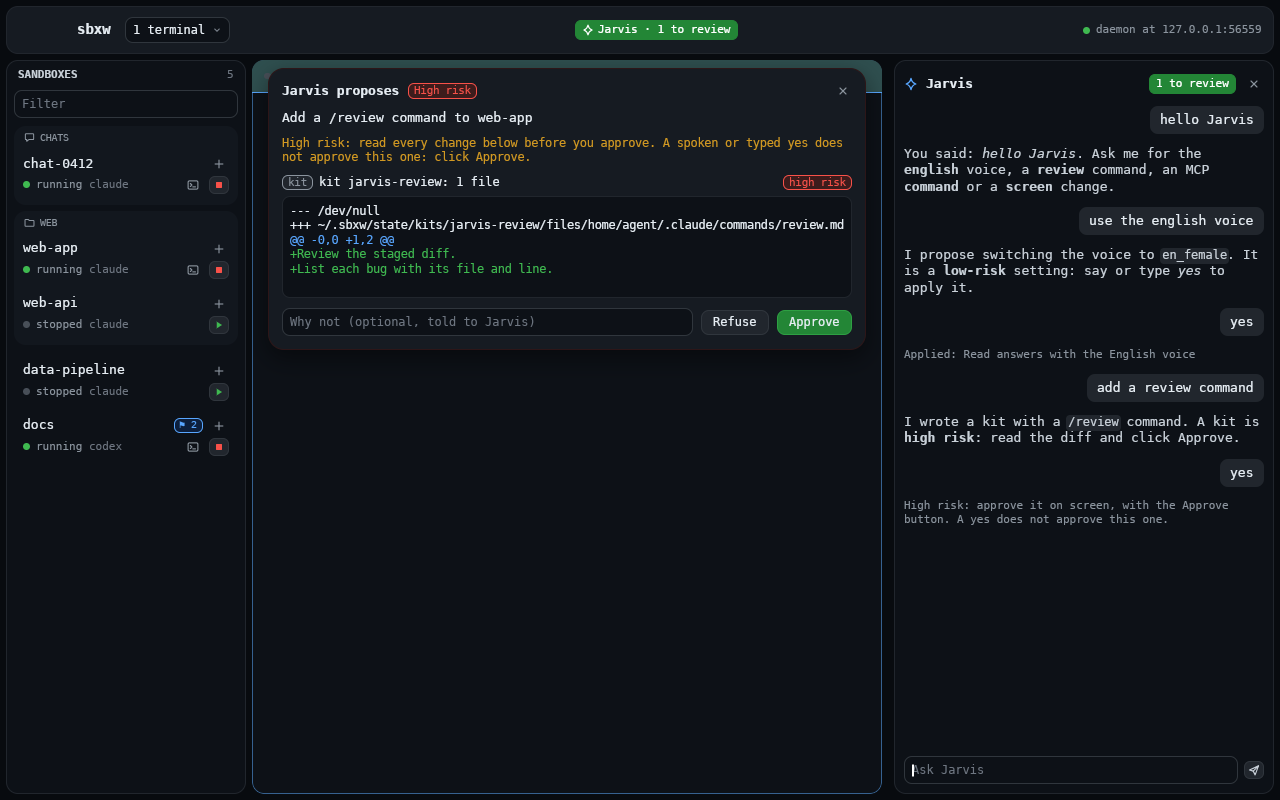 sbxw
1 terminal
Jarvis · 1 to review
daemon at 127.0.0.1:56559
SANDBOXES 5
Filter
CHATS
chat-0412
running claude
WEB
web-app
running claude
web-api
stopped claude
data-pipeline
stopped claude
docs 2
running codex
Jarvis proposes High risk
Add a /review command to web-app
High risk: read every change below before you approve. A spoken or typed yes does
not approve this one: click Approve.
kit kit jarvis-review: 1 file high risk
--- /dev/null
+++ ~/.sbxw/state/kits/jarvis-review/files/home/agent/.claude/commands/review.md
@@ -0,0 +1,2 @@
+Review the staged diff.
+List each bug with its file and line.
Why not (optional, told to Jarvis) Refuse Approve
Jarvis 1 to review
hello Jarvis
You said: hello Jarvis. Ask me for the
english voice, a review command, an MCP
command or a screen change.
use the english voice
I propose switching the voice to en_female. It
is a low-risk setting: say or type yes to
apply it.
yes
Applied: Read answers with the English voice
add a review command
I wrote a kit with a /review command. A kit is
high risk: read the diff and click Approve.
yes
High risk: approve it on screen, with the Approve
button. A yes does not approve this one.
Ask Jarvis